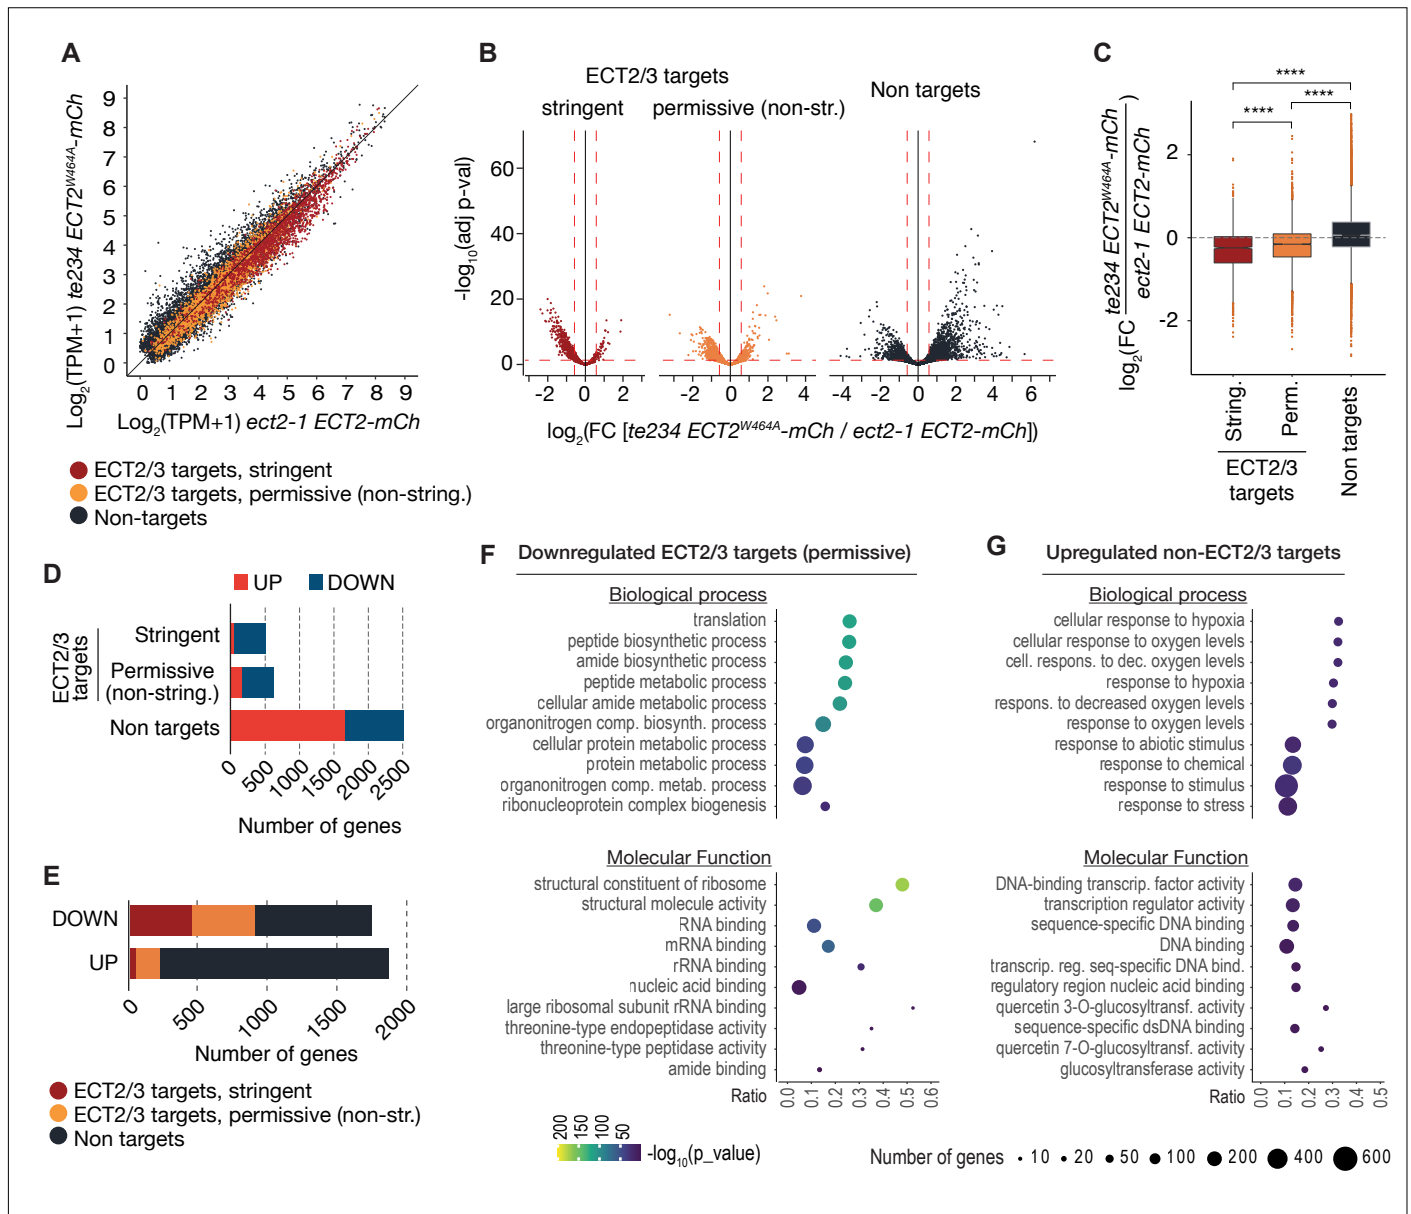 A
9
8
7
6
5
4
3
2
1
0
Log2(TPM+1) te234 ECT2W464A-mCh
0 1 2 3 4 5 6 7 8 9
Log2(TPM+1) ect2-1 ECT2-mCh
ECT2/3 targets, stringent
ECT2/3 targets, permissive (non-string.)
Non-targets
B
ECT2/3 targets
stringent
permissive (non-str.)
Non targets
-log10(adj p-val)
60
40
20
0
-2 0 2
-2 0 2 4
-4 -2 0 2 4 6
log2(FC [te234 ECT2W464A-mCh / ect2-1 ECT2-mCh])
C
****
****
****
log2(FC te234 ECT2W464A-mCh
ect2-1 ECT2-mCh )
2
0
-2
String.
Perm.
Non targets
ECT2/3
targets
D
UP
DOWN
ECT2/3
targets
Stringent
Permissive
(non-string.)
Non targets
0 500 1000 1500 2000 2500
Number of genes
E
DOWN
UP
0 500 1000 1500 2000
Number of genes
ECT2/3 targets, stringent
ECT2/3 targets, permissive (non-str.)
Non targets
F
Downregulated ECT2/3 targets (permissive)
Biological process
translation
peptide biosynthetic process
amide biosynthetic process
peptide metabolic process
cellular amide metabolic process
organonitrogen comp. biosynth. process
cellular protein metabolic process
protein metabolic process
organonitrogen comp. metab. process
ribonucleoprotein complex biogenesis
Molecular Function
structural constituent of ribosome
structural molecule activity
RNA binding
mRNA binding
rRNA binding
nucleic acid binding
large ribosomal subunit rRNA binding
threonine-type endopeptidase activity
threonine-type peptidase activity
amide binding
Ratio
0.0 0.1 0.2 0.3 0.4 0.5 0.6
200 150 100 50
-log10(p_value)
G
Upregulated non-ECT2/3 targets
Biological process
cellular response to hypoxia
cellular response to oxygen levels
cell. respons. to dec. oxygen levels
response to hypoxia
respons. to decreased oxygen levels
response to oxygen levels
response to abiotic stimulus
response to chemical
response to stimulus
response to stress
Molecular Function
DNA-binding transcrip. factor activity
transcription regulator activity
sequence-specific DNA binding
DNA binding
transcrip. reg. seq-specific DNA bind.
regulatory region nucleic acid binding
quercetin 3-O-glucosyltransf. activity
sequence-specific dsDNA binding
quercetin 7-O-glucosyltransf. activity
glucosyltransferase activity
Ratio
0.0 0.1 0.2 0.3 0.4 0.5
Number of genes 10 20 50 100 200 400 600